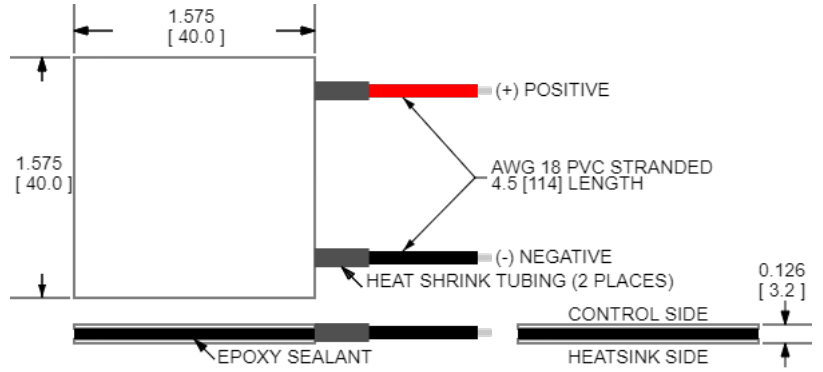 1.575
[ 40.0 ]
(+) POSITIVE
1.575
[ 40.0 ]
AWG 18 PVC STRANDED
4.5 [114] LENGTH
(-) NEGATIVE
HEAT SHRINK TUBING (2 PLACES)
0.126
[ 3.2 ]
CONTROL SIDE
EPOXY SEALANT
HEATSINK SIDE